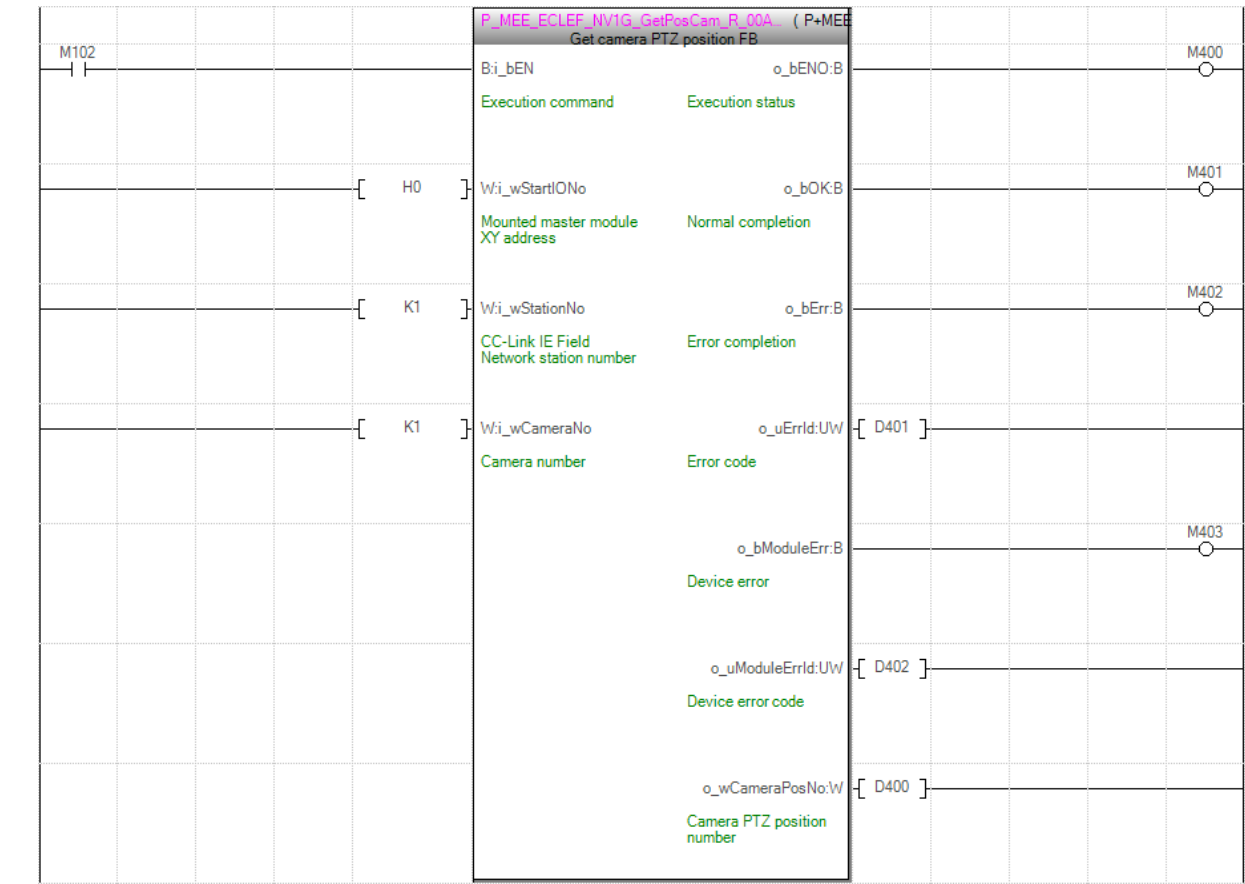 P_MEE_ECLEF_NV1G_GetPosCam_R_00A... ( P+MEE
Get camera PTZ position FB
M102
B:i_bEN
o_bENO:B
M400
Execution command
Execution status
H0
W:i_wStartIONo
o_bOK:B
M401
Mounted master module
XY address
Normal completion
K1
W:i_wStationNo
o_bErr:B
M402
CC-Link IE Field
Network station number
Error completion
K1
W:i_wCameraNo
o_uErrId:UW
D401
Camera number
Error code
o_bModuleErr:B
M403
Device error
o_uModuleErrId:UW
D402
Device error code
o_wCameraPosNo:W
D400
Camera PTZ position
number